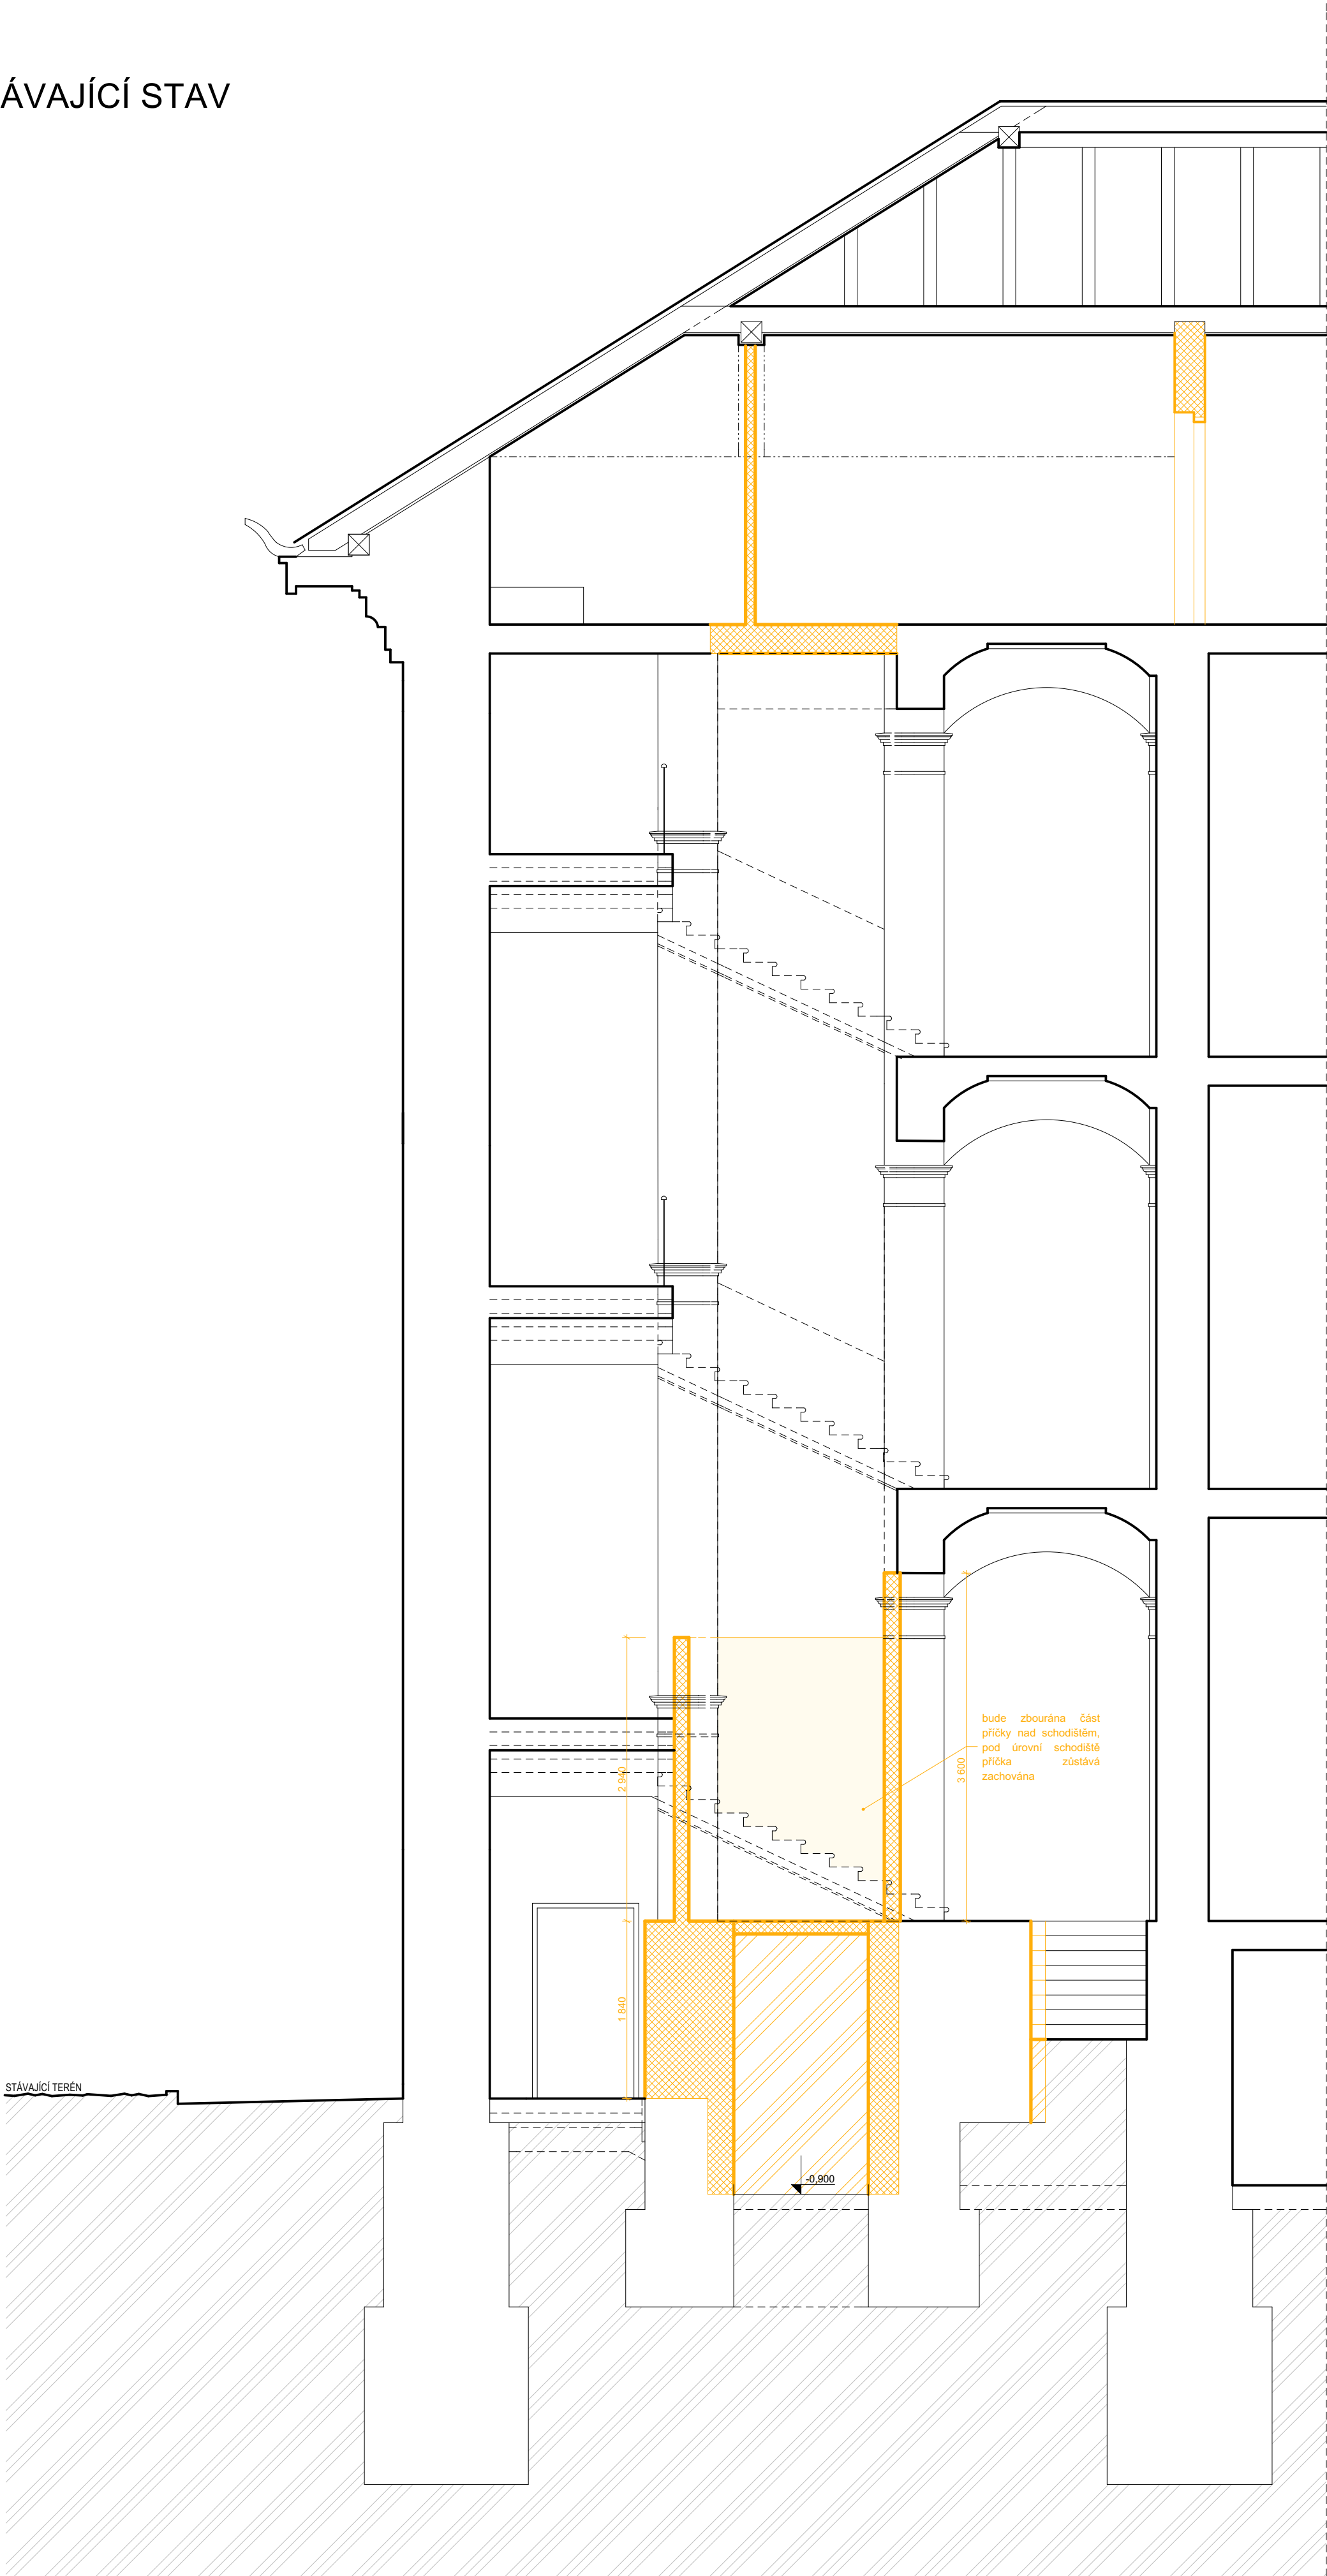 ÁVAJÍCÍ STAV
bude zbourána část
příčky nad schodištěm,
pod úrovní schodiště
příčka zůstává
zachována
2 940
3 600
1 840
STÁVAJÍCÍ TERÉN
-0,900